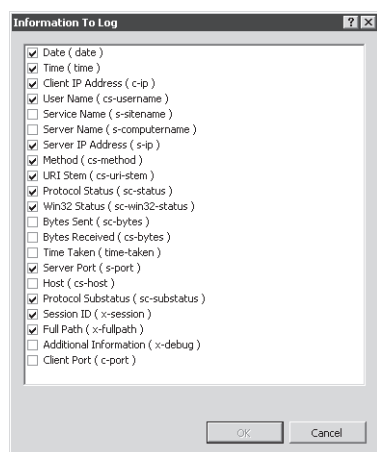 Information To Log
Date ( date )
Time ( time )
Client IP Address ( c-ip )
User Name ( cs-username )
Service Name ( s-sitename )
Server Name ( s-computername )
Server IP Address ( s-ip )
Method ( cs-method )
URI Stem ( cs-uri-stem )
Protocol Status ( sc-status )
Win32 Status ( sc-win32-status )
Bytes Sent ( sc-bytes )
Bytes Received ( cs-bytes )
Time Taken ( time-taken )
Server Port ( s-port )
Host ( cs-host )
Protocol Substatus ( sc-substatus )
Session ID ( x-session )
Full Path ( x-fullpath )
Additional Information ( x-debug )
Client Port ( c-port )
OK Cancel